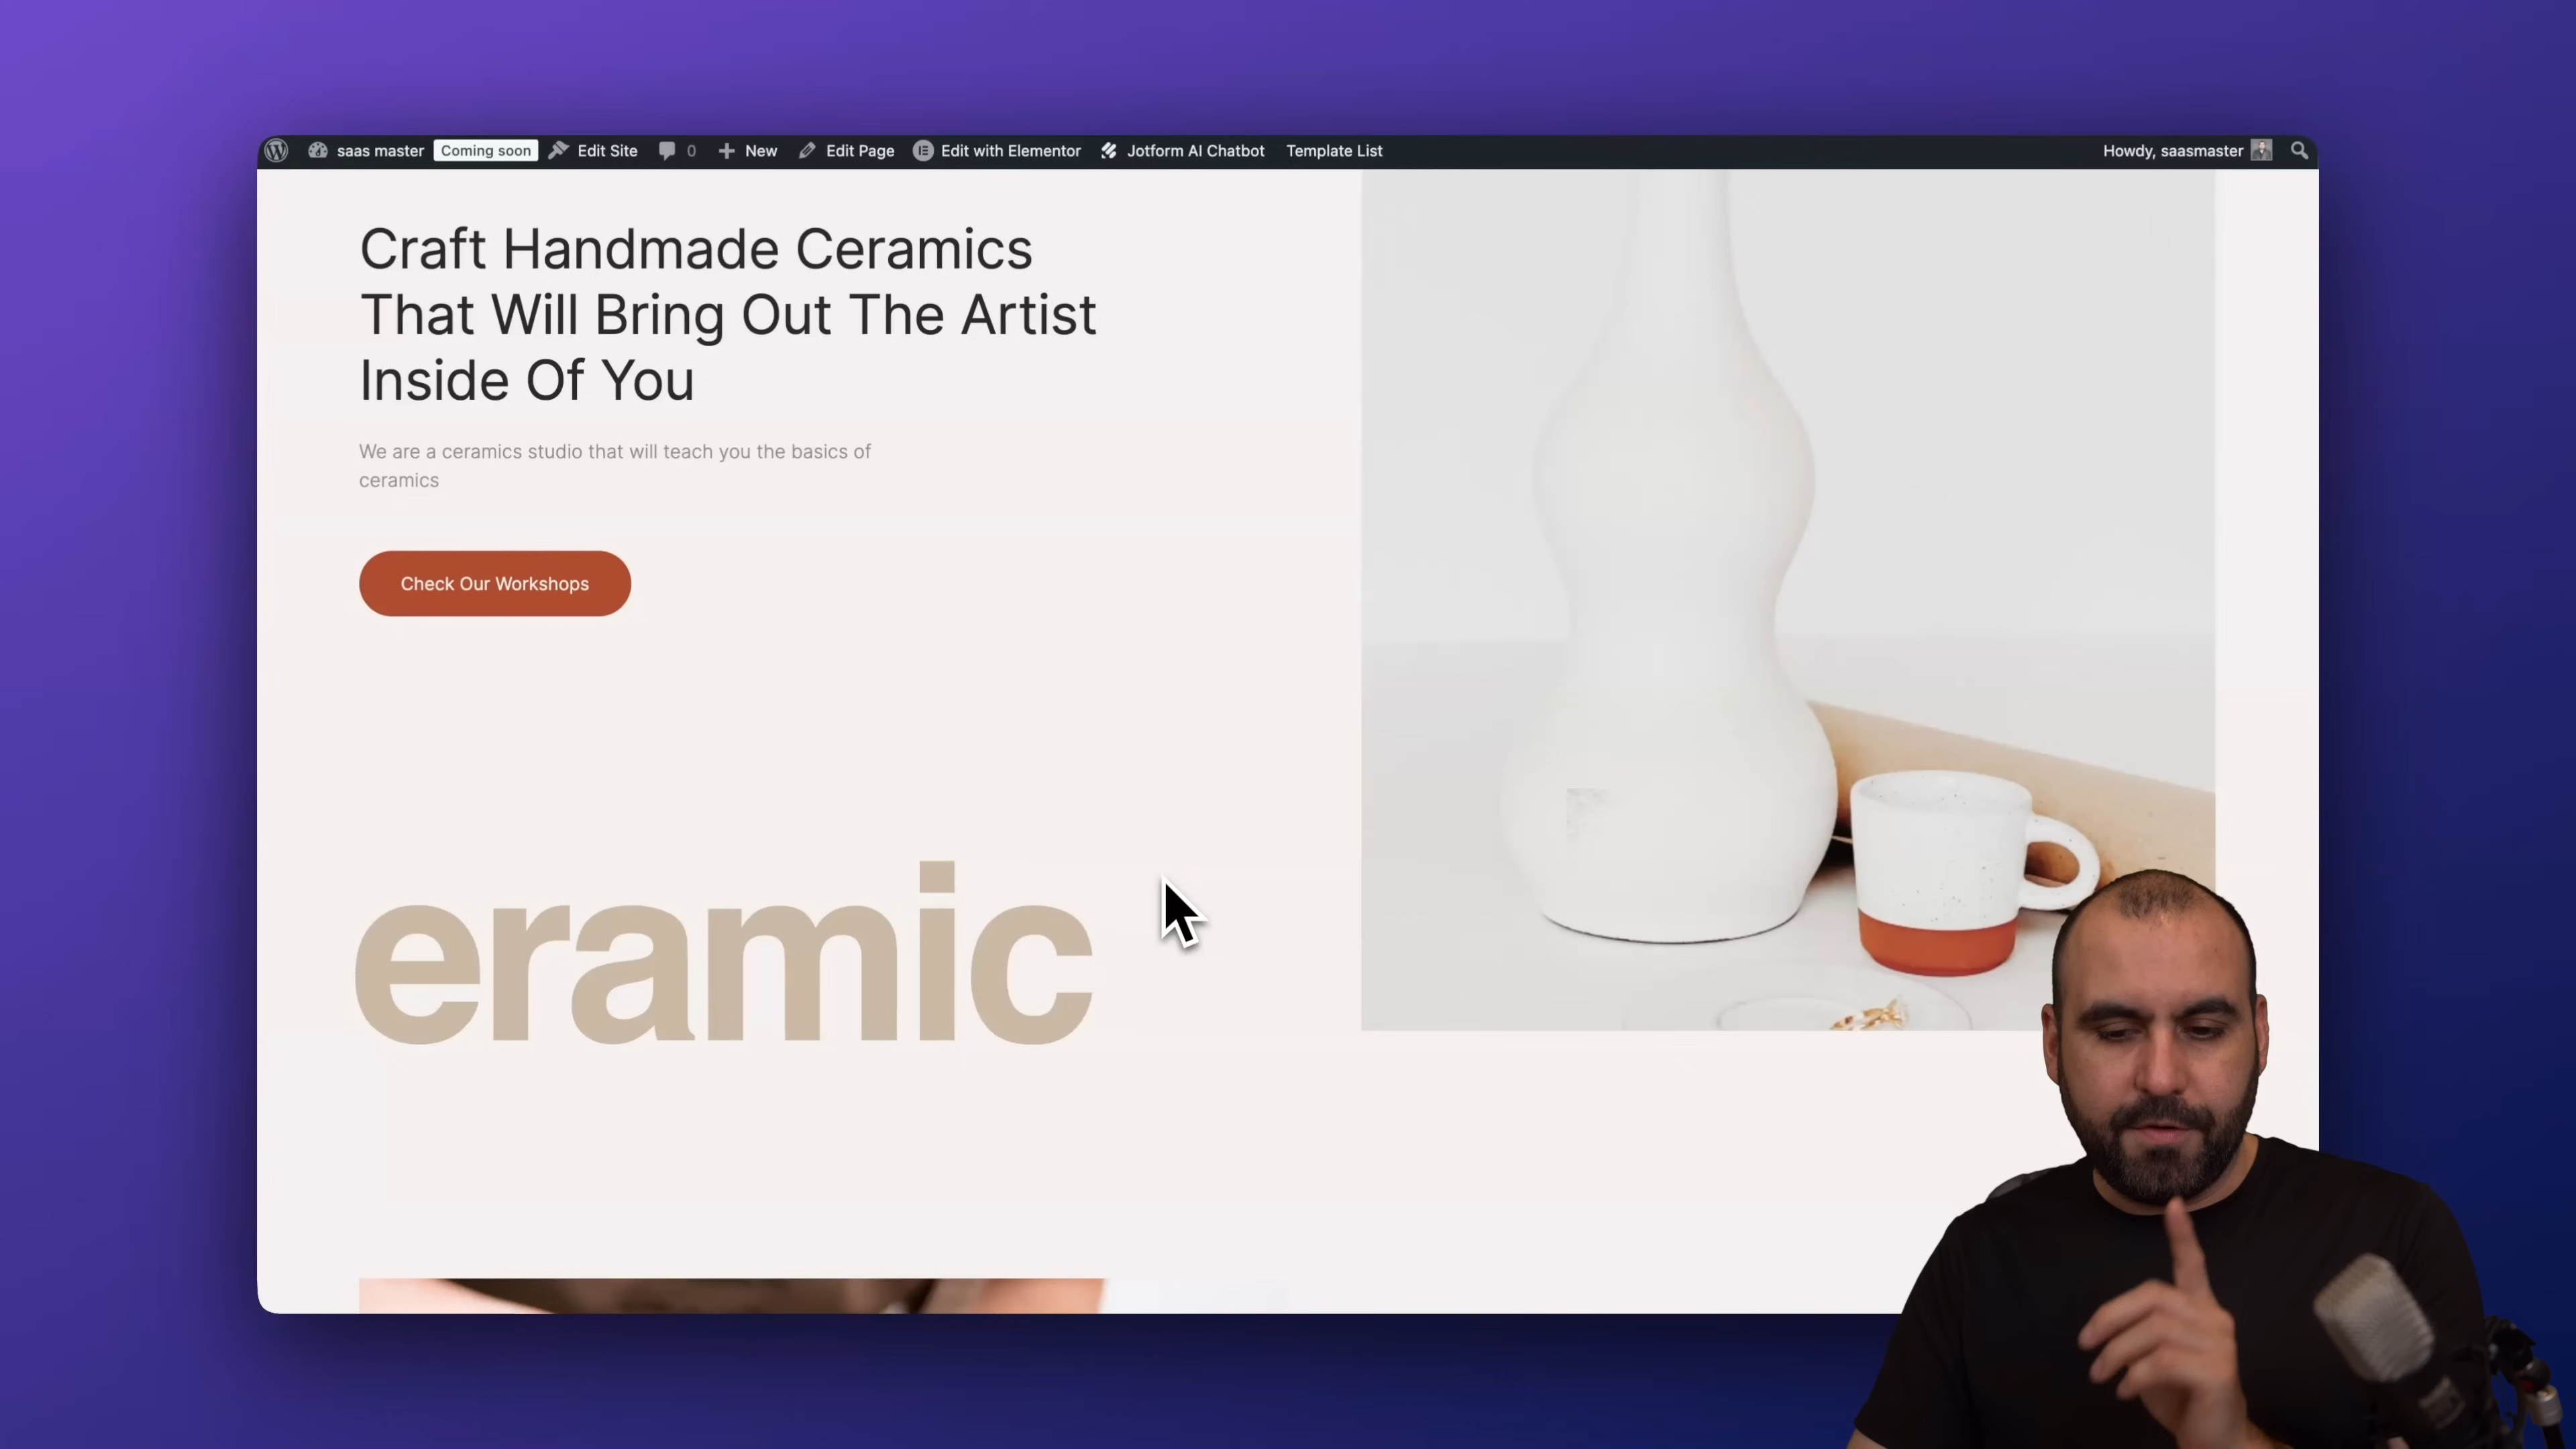 saas master Coming soon Edit Site 0 New Edit Page Edit with Elementor Jotform AI Chatbot Template List Howdy, saasmaster
Craft Handmade Ceramics
That Will Bring Out The Artist
Inside Of You
We are a ceramics studio that will teach you the basics of
ceramics
Check Our Workshops
eramic